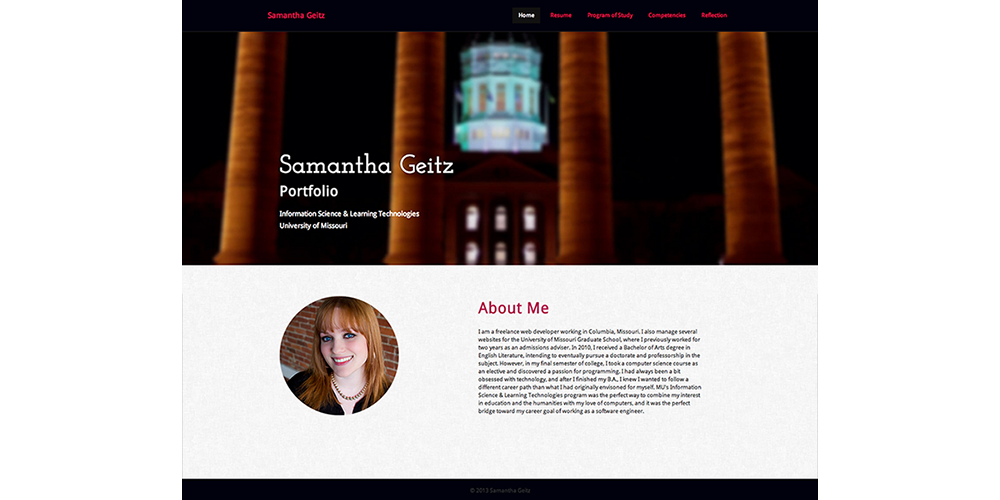 Samantha Geitz
Home Resume Program of Study Competencies Reflection
Samantha Geitz
Portfolio
Information Science & Learning Technologies
University of Missouri
About Me
I am a freelance web developer working in Columbia, Missouri. I also manage several
websites for the University of Missouri Graduate School, where I previously worked for
two years as an admissions adviser. In 2010, I received a Bachelor of Arts degree in
English Literature, intending to eventually pursue a doctorate and professorship in the
subject. However, in my final semester of college, I took a computer science course as
an elective and discovered a passion for programming. I had always been a bit
obsessed with technology, and after I finished my B.A., I knew I wanted to follow a
different career path than what I had originally envisoned for myself. MU's Information
Science & Learning Technologies program was the perfect way to combine my interest
in education and the humanities with my love of computers, and it was the perfect
bridge toward my career goal of working as a software engineer.
© 2013 Samantha Geitz